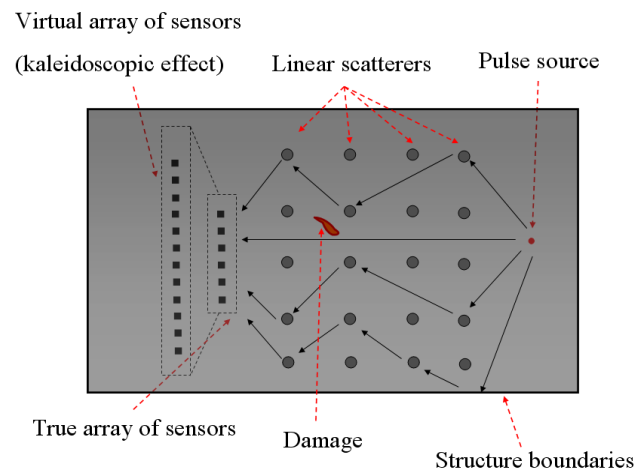 Virtual array of sensors
(kaleidoscopic effect)
Linear scatterers
Pulse source
True array of sensors
Damage
Structure boundaries